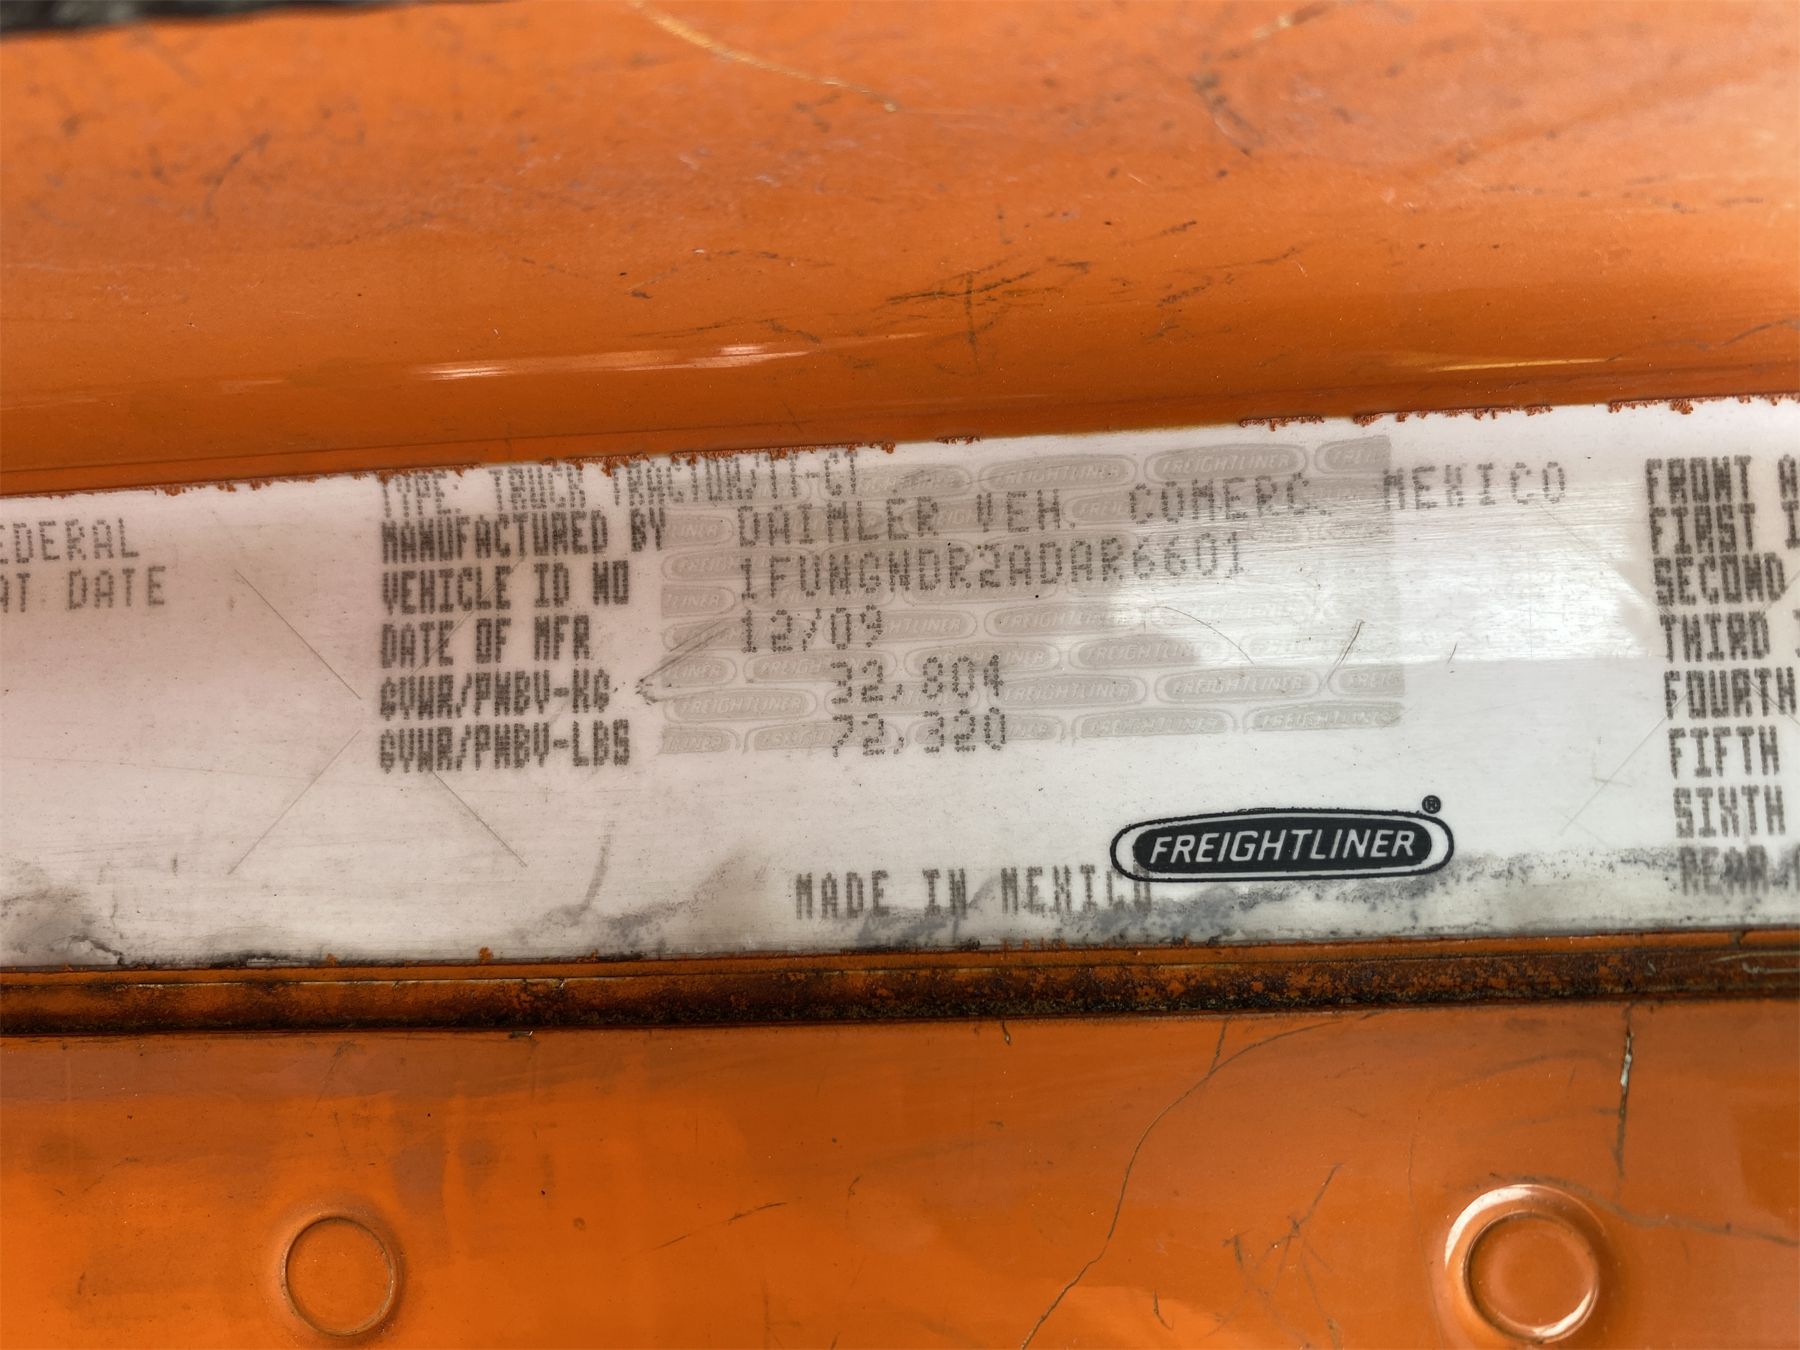 EDERAL
AT DATE
TYPE: TRUCK TRACTOR/TT-CT
MANUFACTURED BY DAIMLER VEH. COMERC. MEXICO
VEHICLE ID NO 1FUNGNDR2ADAR6601
DATE OF MFR 12/09
GVWR/PNBV-KG 32,804
GVWR/PNBV-LBS 72,320
FREIGHTLINER®
MADE IN MEXICO
FRONT A
FIRST I
SECOND
THIRD I
FOURTH
FIFTH
SIXTH
REAR